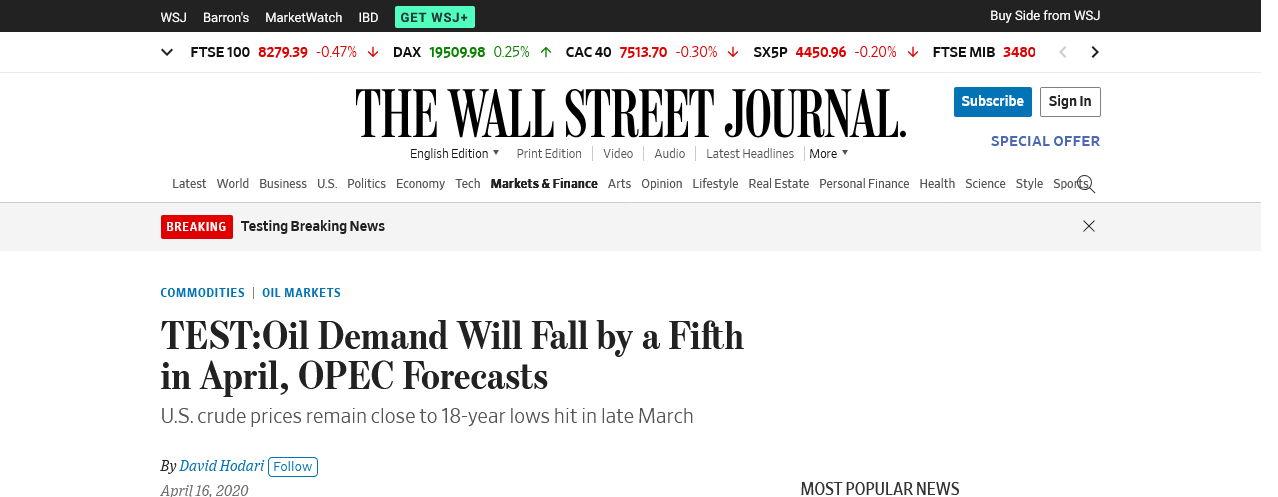 WSJ Barron's MarketWatch IBD GET WSJ+ Buy Side from WSJ
FTSE 100 8279.39 -0.47% DAX 19509.98 0.25% CAC 40 7513.70 -0.30% SX5P 4450.96 -0.20% FTSE MIB 3480
THE WALL STREET JOURNAL.
Subscribe Sign In
SPECIAL OFFER
English Edition Print Edition Video Audio Latest Headlines More
Latest World Business U.S. Politics Economy Tech Markets & Finance Arts Opinion Lifestyle Real Estate Personal Finance Health Science Style Sports
BREAKING Testing Breaking News
COMMODITIES | OIL MARKETS
TEST:Oil Demand Will Fall by a Fifth
in April, OPEC Forecasts
U.S. crude prices remain close to 18-year lows hit in late March
By David Hodari Follow
April 16, 2020
MOST POPULAR NEWS